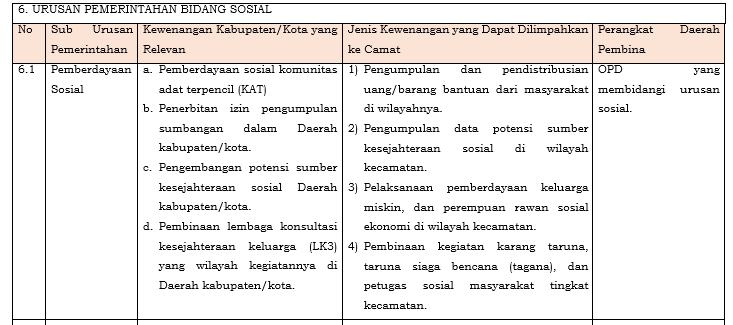 6. URUSAN PEMERINTAHAN BIDANG SOSIAL
No
Sub Urusan
Pemerintahan
Kewenangan Kabupaten/Kota yang
Relevan
Jenis Kewenangan yang Dapat Dilimpahkan
ke Camat
Perangkat Daerah
Pembina
6.1
Pemberdayaan
Sosial
a. Pemberdayaan sosial komunitas
adat terpencil (KAT)
b. Penerbitan izin pengumpulan
sumbangan dalam Daerah
kabupaten/kota.
c. Pengembangan potensi sumber
kesejahteraan sosial Daerah
kabupaten/kota.
d. Pembinaan lembaga konsultasi
kesejahteraan keluarga (LK3)
yang wilayah kegiatannya di
Daerah kabupaten/kota.
1) Pengumpulan dan pendistribusian
uang/barang bantuan dari masyarakat
di wilayahnya.
2) Pengumpulan data potensi sumber
kesejahteraan sosial di wilayah
kecamatan.
3) Pelaksanaan pemberdayaan keluarga
miskin, dan perempuan rawan sosial
ekonomi di wilayah kecamatan.
4) Pembinaan kegiatan karang taruna,
taruna siaga bencana (tagana), dan
petugas sosial masyarakat tingkat
kecamatan.
OPD yang
membidangi urusan
sosial.